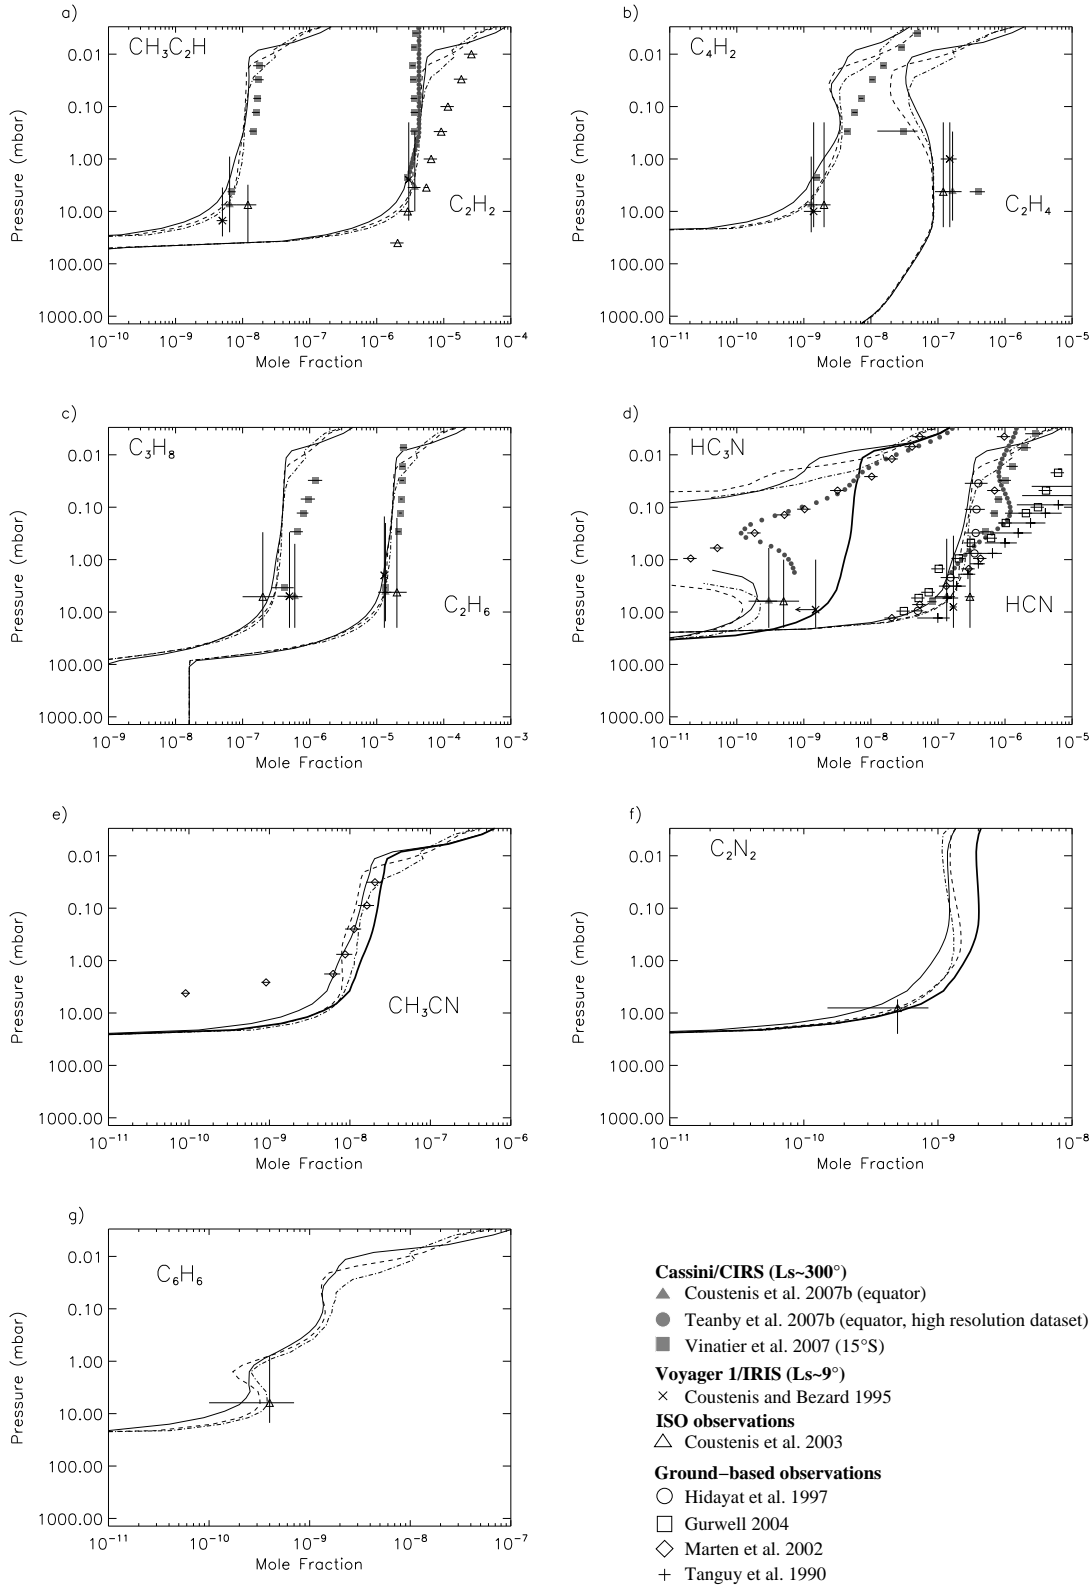 a)
CH₃C₂H
C₂H₂
Pressure (mbar)
0.01
0.10
1.00
10.00
100.00
1000.00
10⁻¹⁰ 10⁻⁹ 10⁻⁸ 10⁻⁷ 10⁻⁶ 10⁻⁵ 10⁻⁴
Mole Fraction
b)
C₄H₂
C₂H₄
Pressure (mbar)
0.01
0.10
1.00
10.00
100.00
1000.00
10⁻¹¹ 10⁻¹⁰ 10⁻⁹ 10⁻⁸ 10⁻⁷ 10⁻⁶ 10⁻⁵
Mole Fraction
c)
C₃H₈
C₂H₆
Pressure (mbar)
0.01
0.10
1.00
10.00
100.00
1000.00
10⁻⁹ 10⁻⁸ 10⁻⁷ 10⁻⁶ 10⁻⁵ 10⁻⁴ 10⁻³
Mole Fraction
d)
HC₃N
HCN
Pressure (mbar)
0.01
0.10
1.00
10.00
100.00
1000.00
10⁻¹¹ 10⁻¹⁰ 10⁻⁹ 10⁻⁸ 10⁻⁷ 10⁻⁶ 10⁻⁵
Mole Fraction
e)
CH₃CN
Pressure (mbar)
0.01
0.10
1.00
10.00
100.00
1000.00
10⁻¹¹ 10⁻¹⁰ 10⁻⁹ 10⁻⁸ 10⁻⁷ 10⁻⁶
Mole Fraction
f)
C₂N₂
Pressure (mbar)
0.01
0.10
1.00
10.00
100.00
1000.00
10⁻¹¹ 10⁻¹⁰ 10⁻⁹ 10⁻⁸
Mole Fraction
g)
C₆H₆
Pressure (mbar)
0.01
0.10
1.00
10.00
100.00
1000.00
10⁻¹¹ 10⁻¹⁰ 10⁻⁹ 10⁻⁸ 10⁻⁷
Mole Fraction
Cassini/CIRS (Ls~300°)
Coustenis et al. 2007b (equator)
Teanby et al. 2007b (equator, high resolution dataset)
Vinatier et al. 2007 (15°S)
Voyager 1/IRIS (Ls~9°)
Coustenis and Bezard 1995
ISO observations
Coustenis et al. 2003
Ground−based observations
Hidayat et al. 1997
Gurwell 2004
Marten et al. 2002
Tanguy et al. 1990